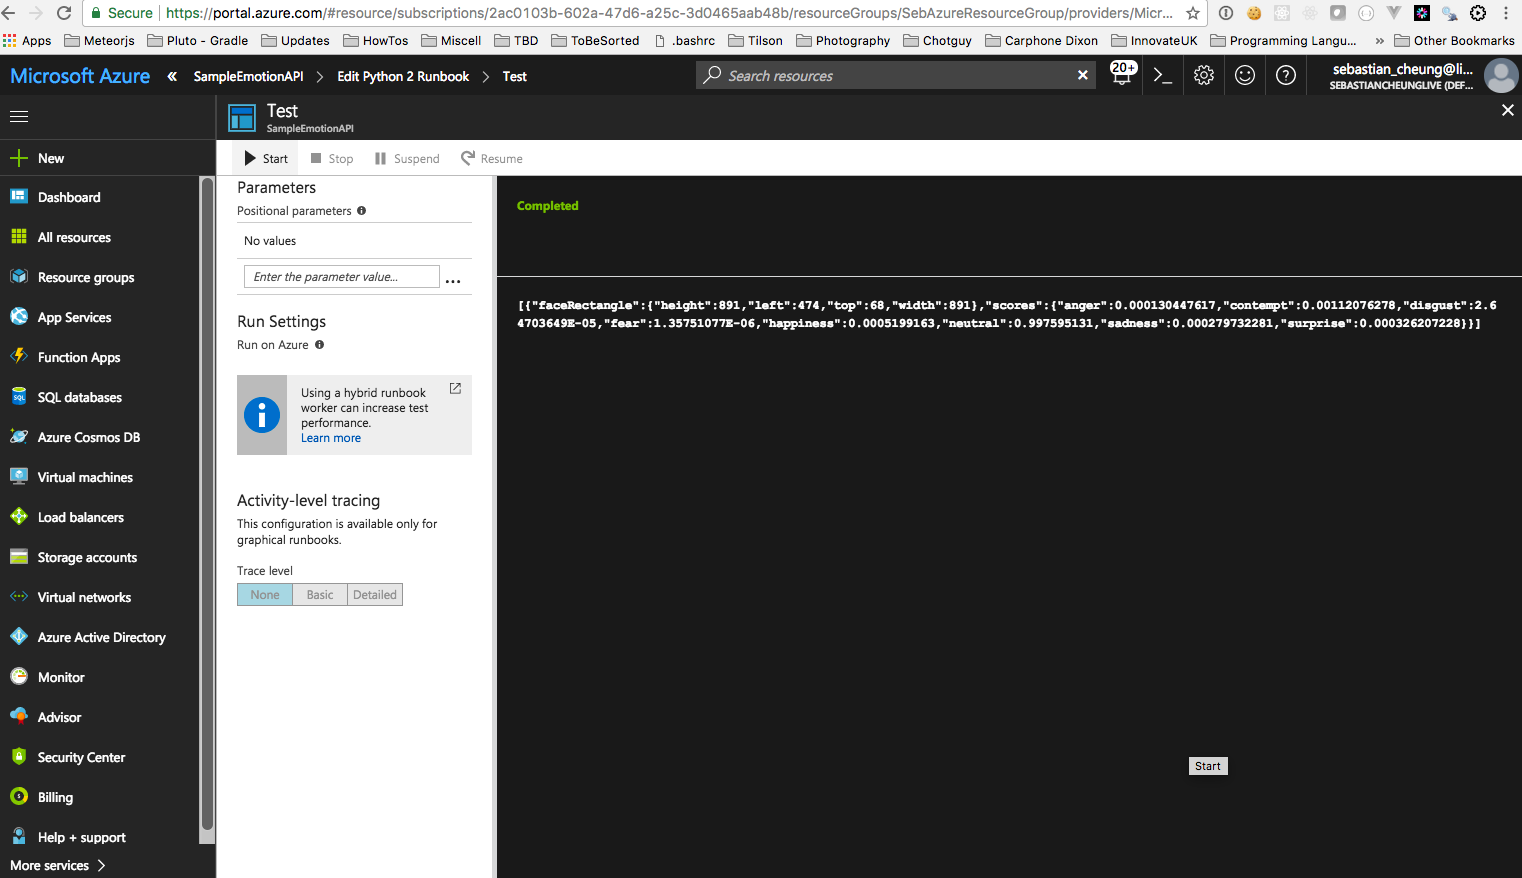 Secure https://portal.azure.com/#resource/subscriptions/2ac0103b-602a-47d6-a25c-3d0465aab48b/resourceGroups/SebAzureResourceGroup/providers/Micr...
Apps Meteorjs Pluto - Gradle Updates HowTos Miscell TBD ToBeSorted .bashrc Tilson Photography Chotguy Carphone Dixon InnovateUK Programming Langu... » Other Bookmarks
Microsoft Azure « SampleEmotionAPI > Edit Python 2 Runbook > Test Search resources 20+ sebastian_cheung@li...
SEBASTIANCHEUNGLIVE (DEF...
Test
SampleEmotionAPI
New
Start Stop Suspend Resume
Dashboard
All resources
Resource groups
App Services
Function Apps
SQL databases
Azure Cosmos DB
Virtual machines
Load balancers
Storage accounts
Virtual networks
Azure Active Directory
Monitor
Advisor
Security Center
Billing
Help + support
More services >
Parameters
Positional parameters
No values
Enter the parameter value... ...
Run Settings
Run on Azure
Using a hybrid runbook
worker can increase test
performance.
Learn more
Activity-level tracing
This configuration is available only for
graphical runbooks.
Trace level
None Basic Detailed
Completed
[{"faceRectangle":{"height":891,"left":474,"top":68,"width":891},"scores":{"anger":0.000130447617,"contempt":0.00112076278,"disgust":2.6
4703649E-05,"fear":1.35751077E-06,"happiness":0.0005199163,"neutral":0.997595131,"sadness":0.000279732281,"surprise":0.000326207228}}]
Start